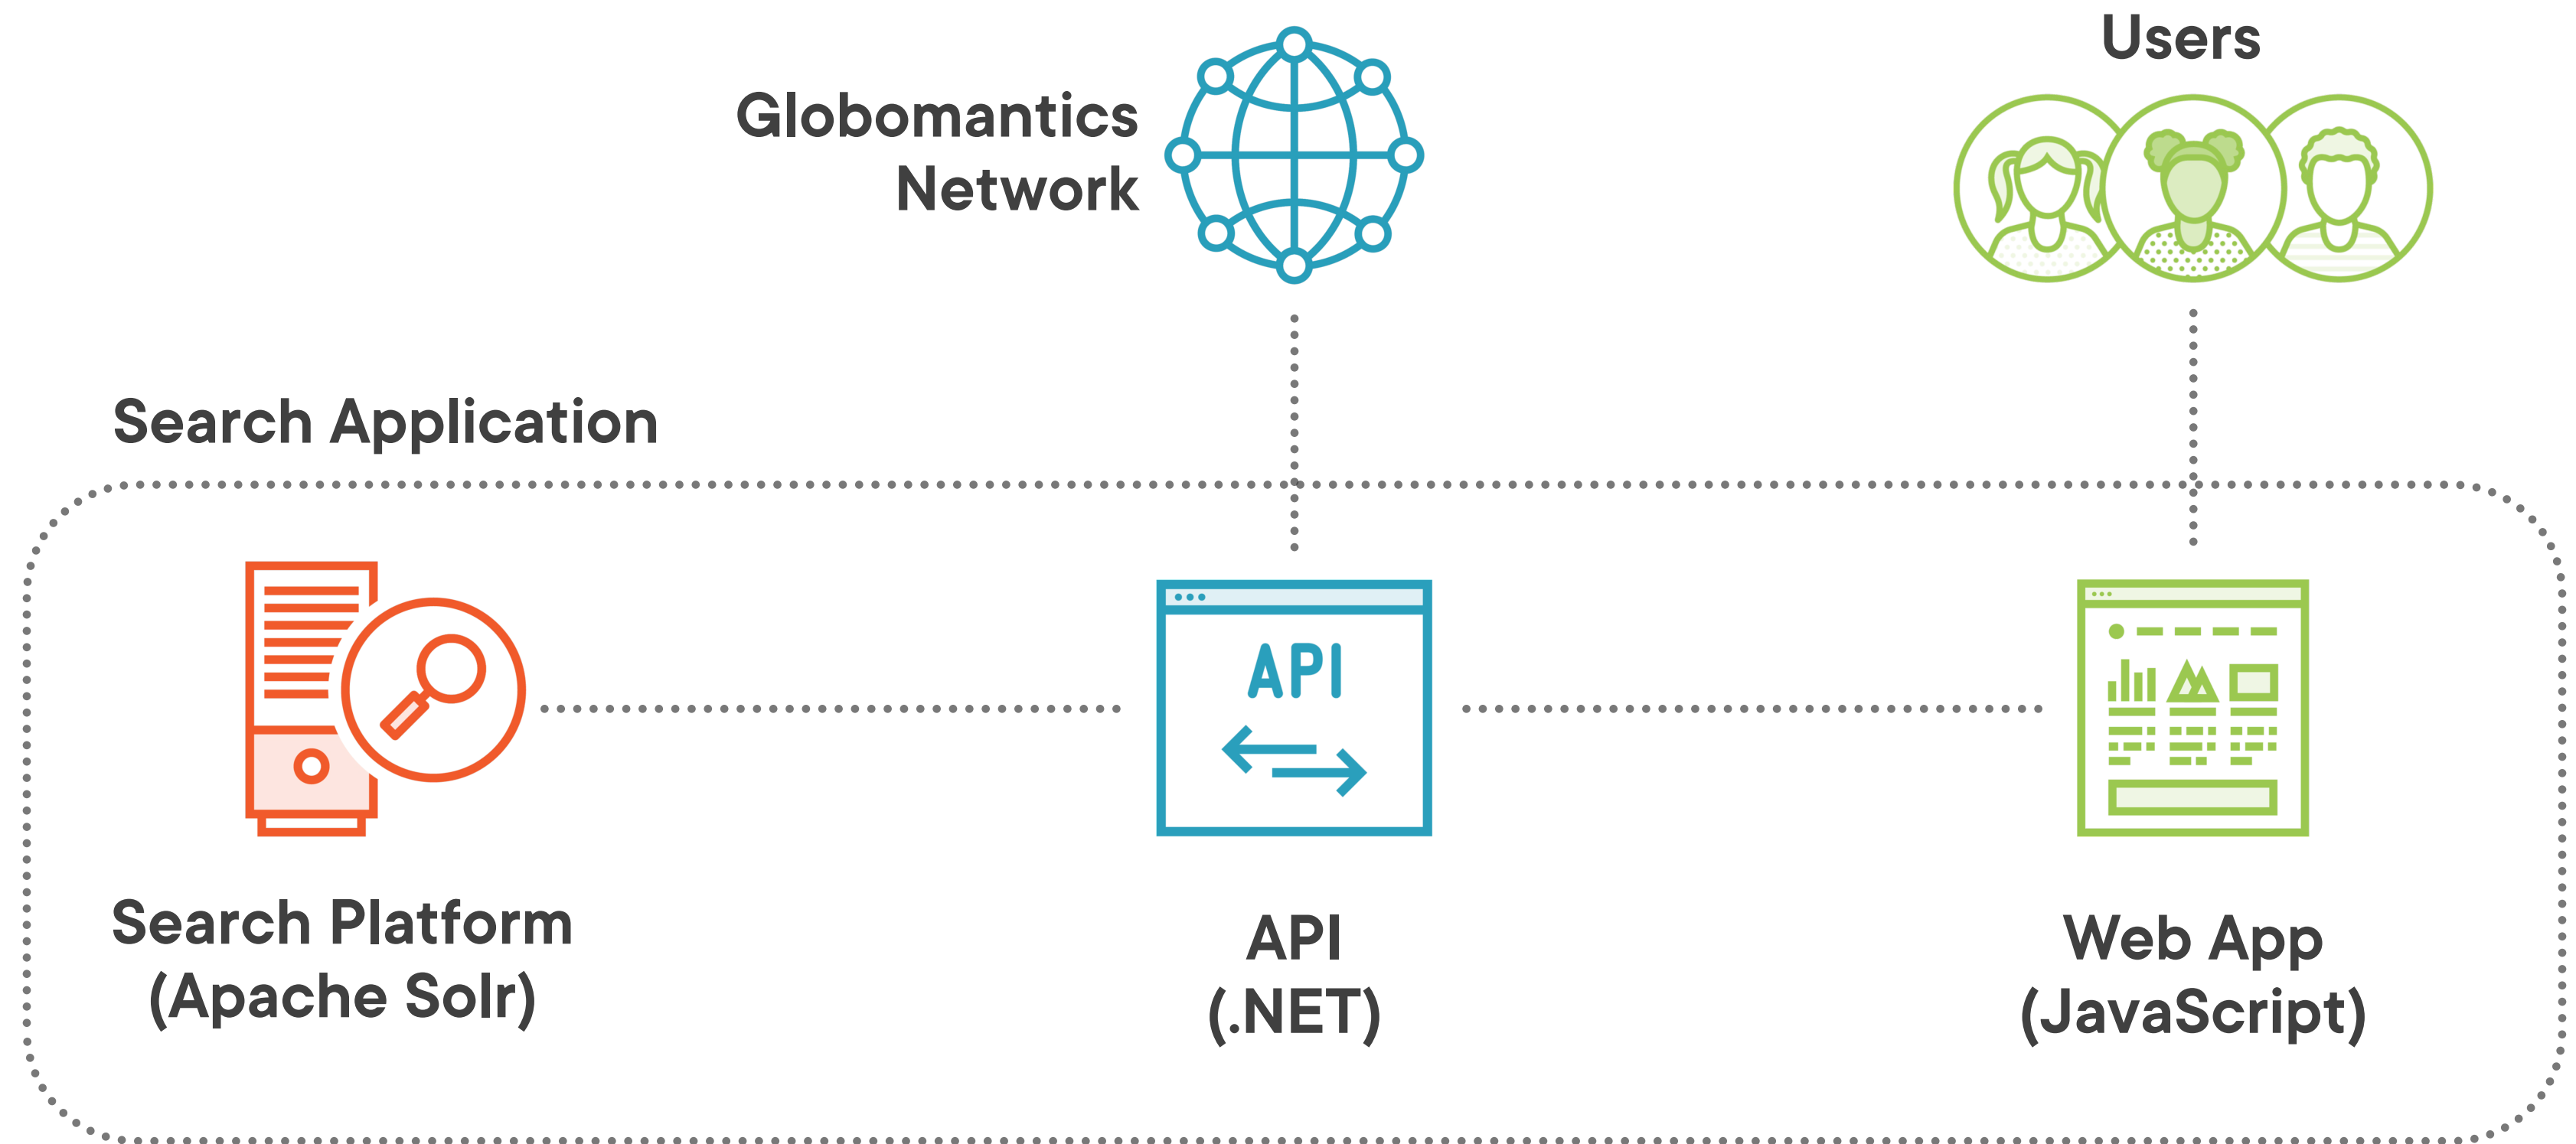 Users
Globomantics
Network
Search Application
API
Search Platform
(Apache Solr)
API
(.NET)
Web App
(JavaScript)